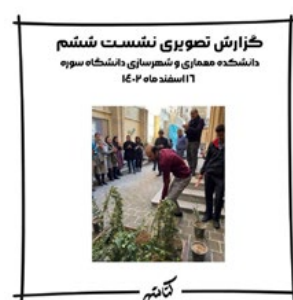 گزارش تصویری نشست ششم
دانشکده معماری و شهرسازی دانشگاه سوره
۱۶ اسفند ماه ۱۴۰۲